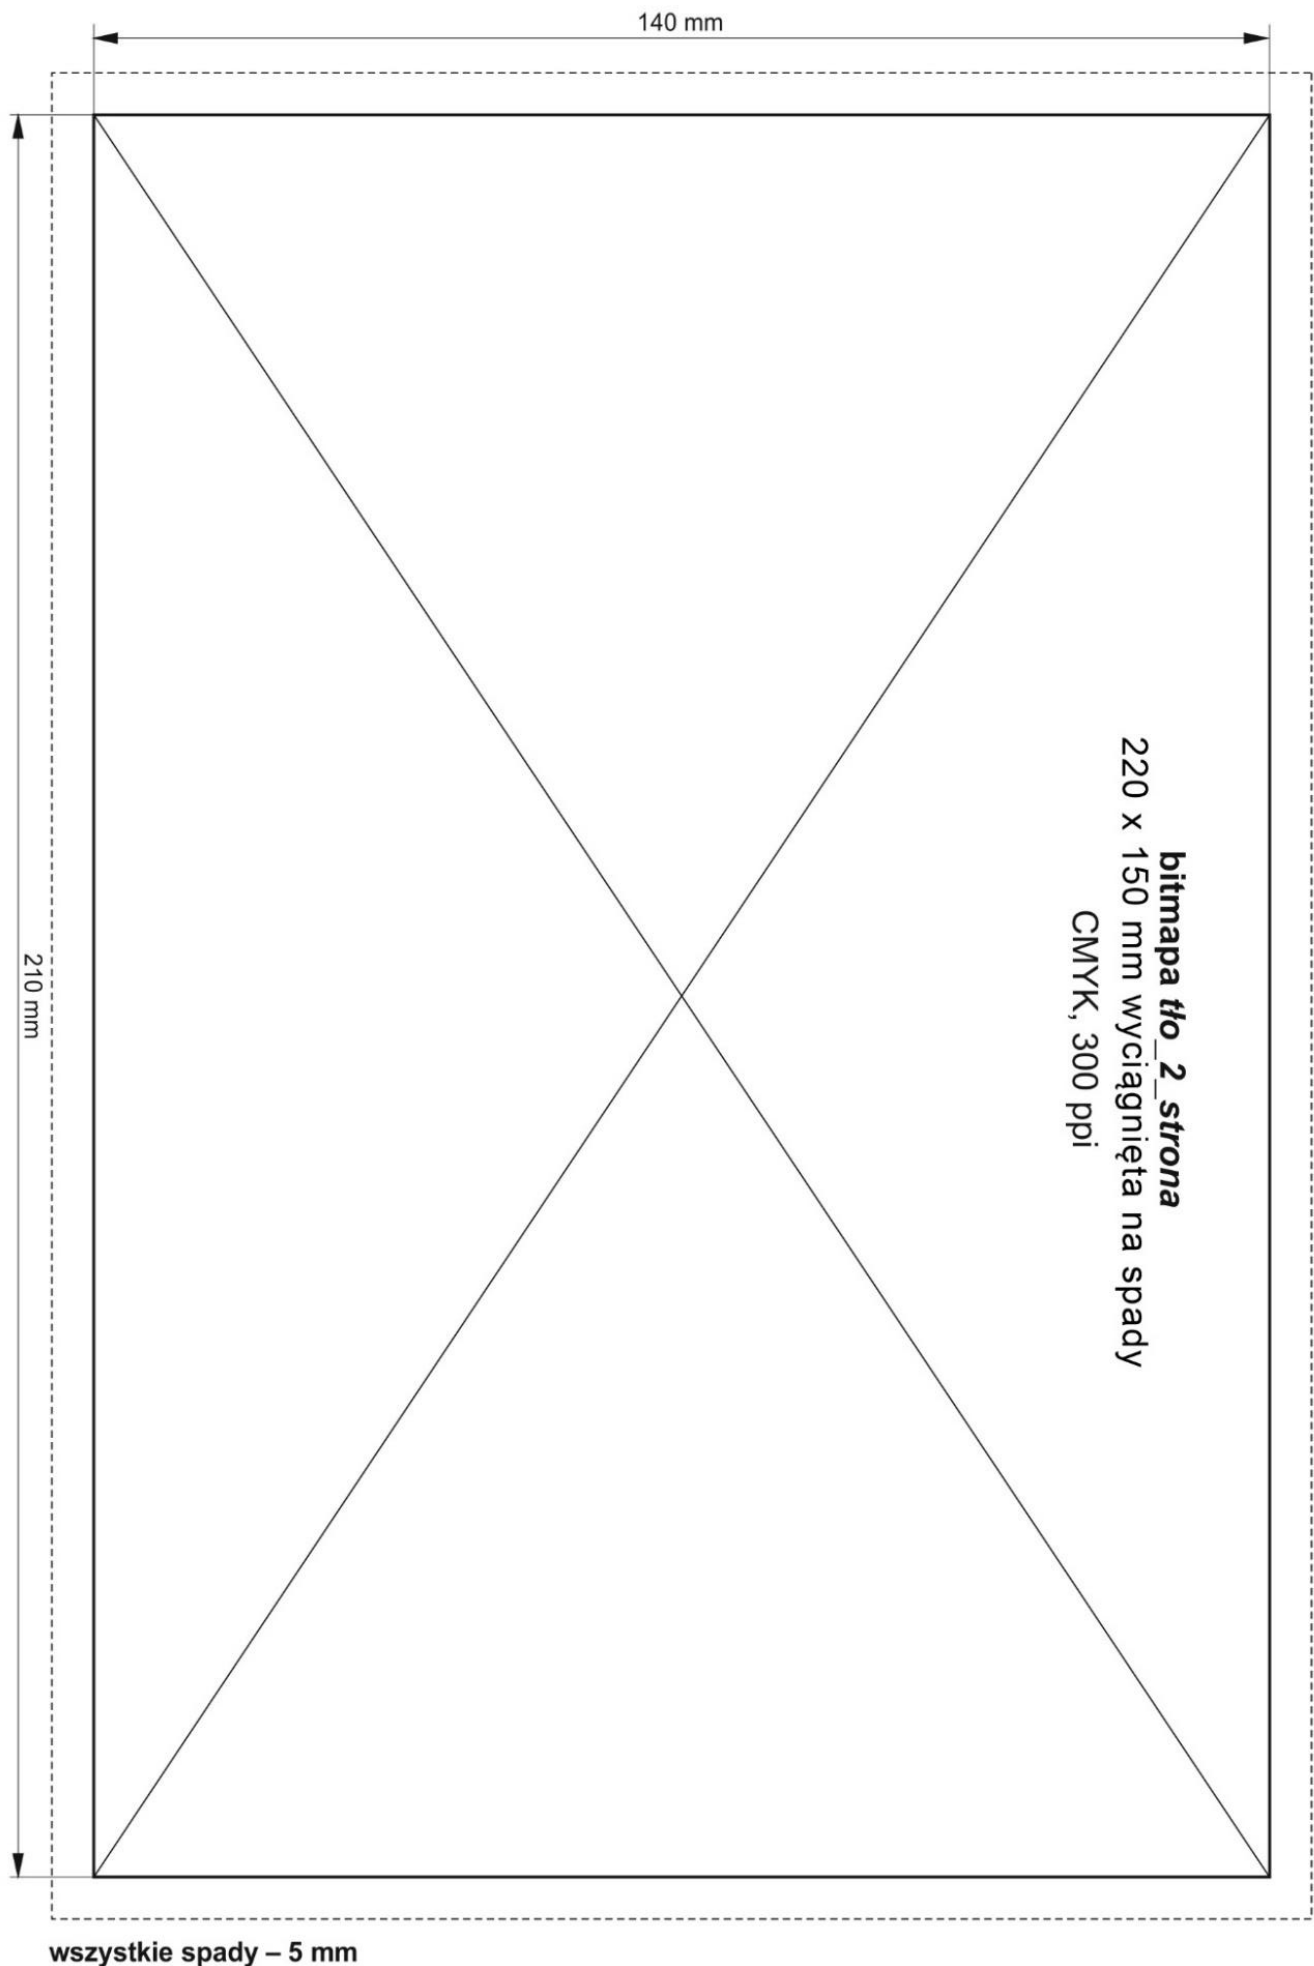 140 mm
bitmapa tło_2_strona
220 x 150 mm wyciągnięta na spady
CMYK, 300 ppi
210 mm
wszystkie spady – 5 mm